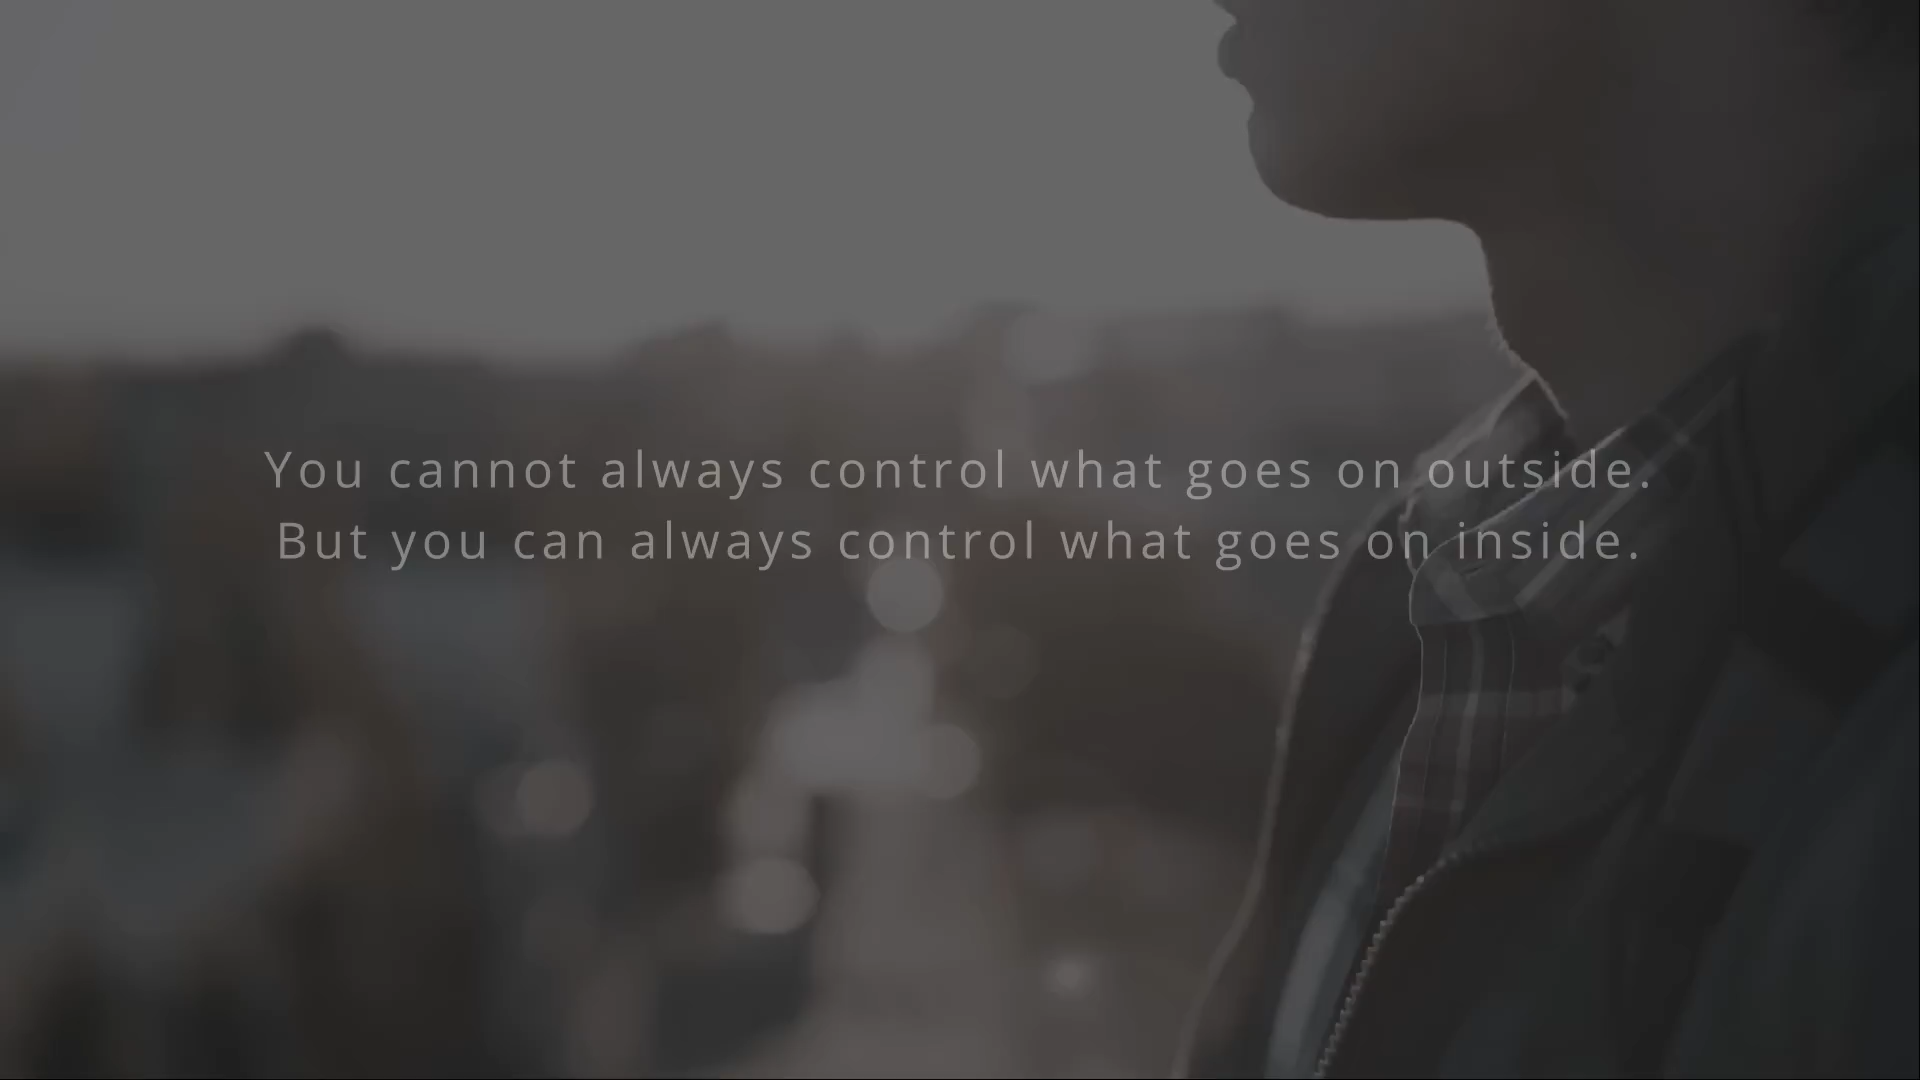 You cannot always control what goes on outside.
But you can always control what goes on inside.